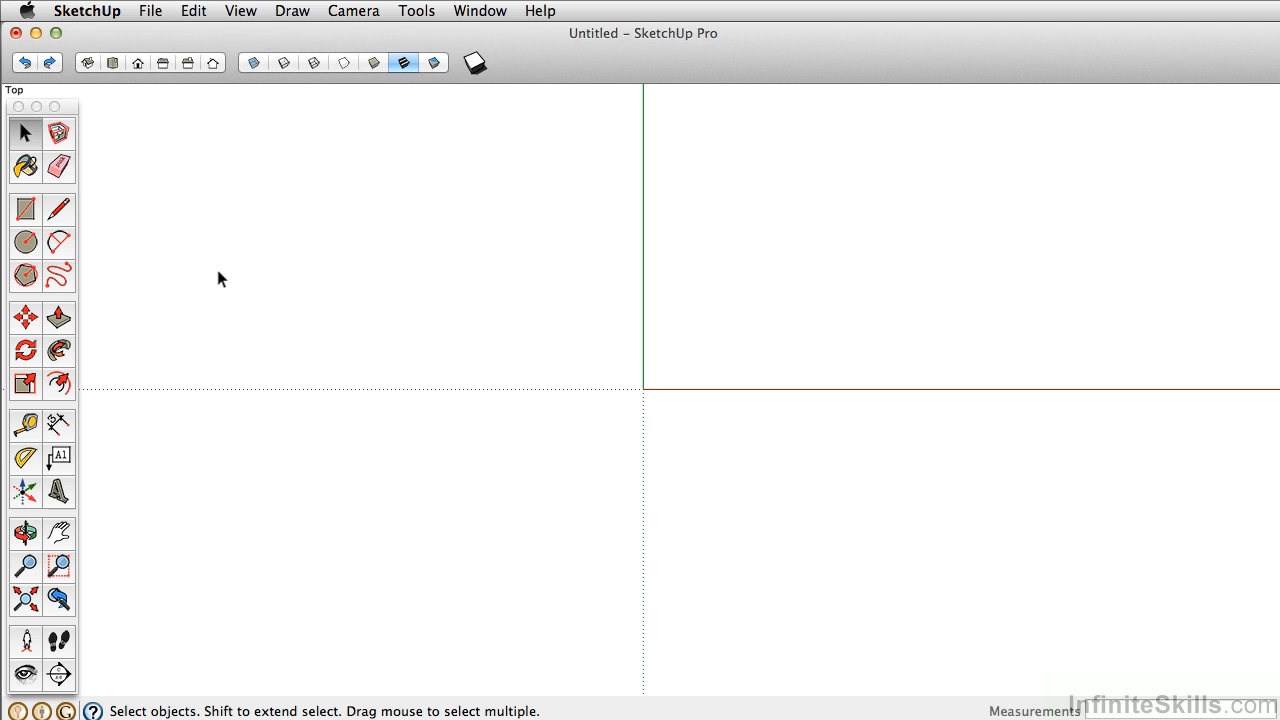 SketchUp File Edit View Draw Camera Tools Window Help
Untitled – SketchUp Pro
Top
A1
Select objects. Shift to extend select. Drag mouse to select multiple.
Measurements
InfiniteSkills.com